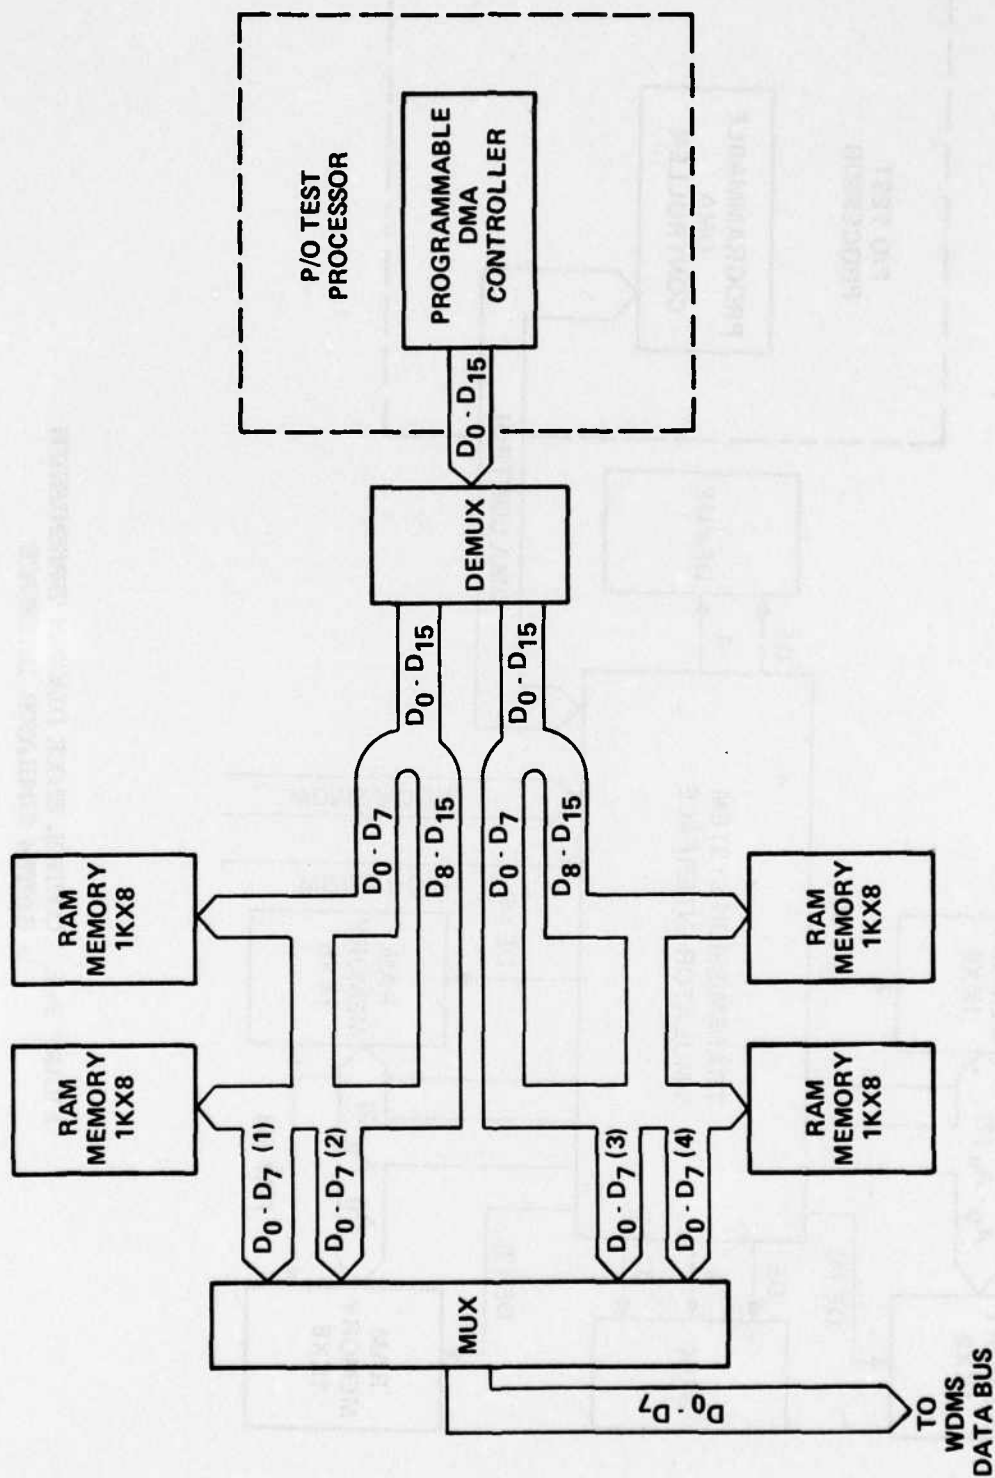 P/O TEST
PROCESSOR
PROGRAMMABLE
DMA
CONTROLLER
D0 - D15
DEMUX
D0 - D15
D0 - D15
D0 - D7
D8 - D15
D0 - D7
D8 - D15
RAM
MEMORY
1KX8
RAM
MEMORY
1KX8
RAM
MEMORY
1KX8
RAM
MEMORY
1KX8
D0 - D7 (1)
D0 - D7 (2)
D0 - D7 (3)
D0 - D7 (4)
MUX
D0 - D7
TO
WDMS
DATA BUS